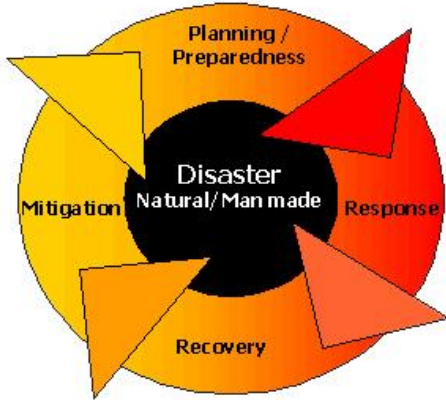 Planning /
Preparedness
Disaster
Natural/Man made
Mitigation
Response
Recovery